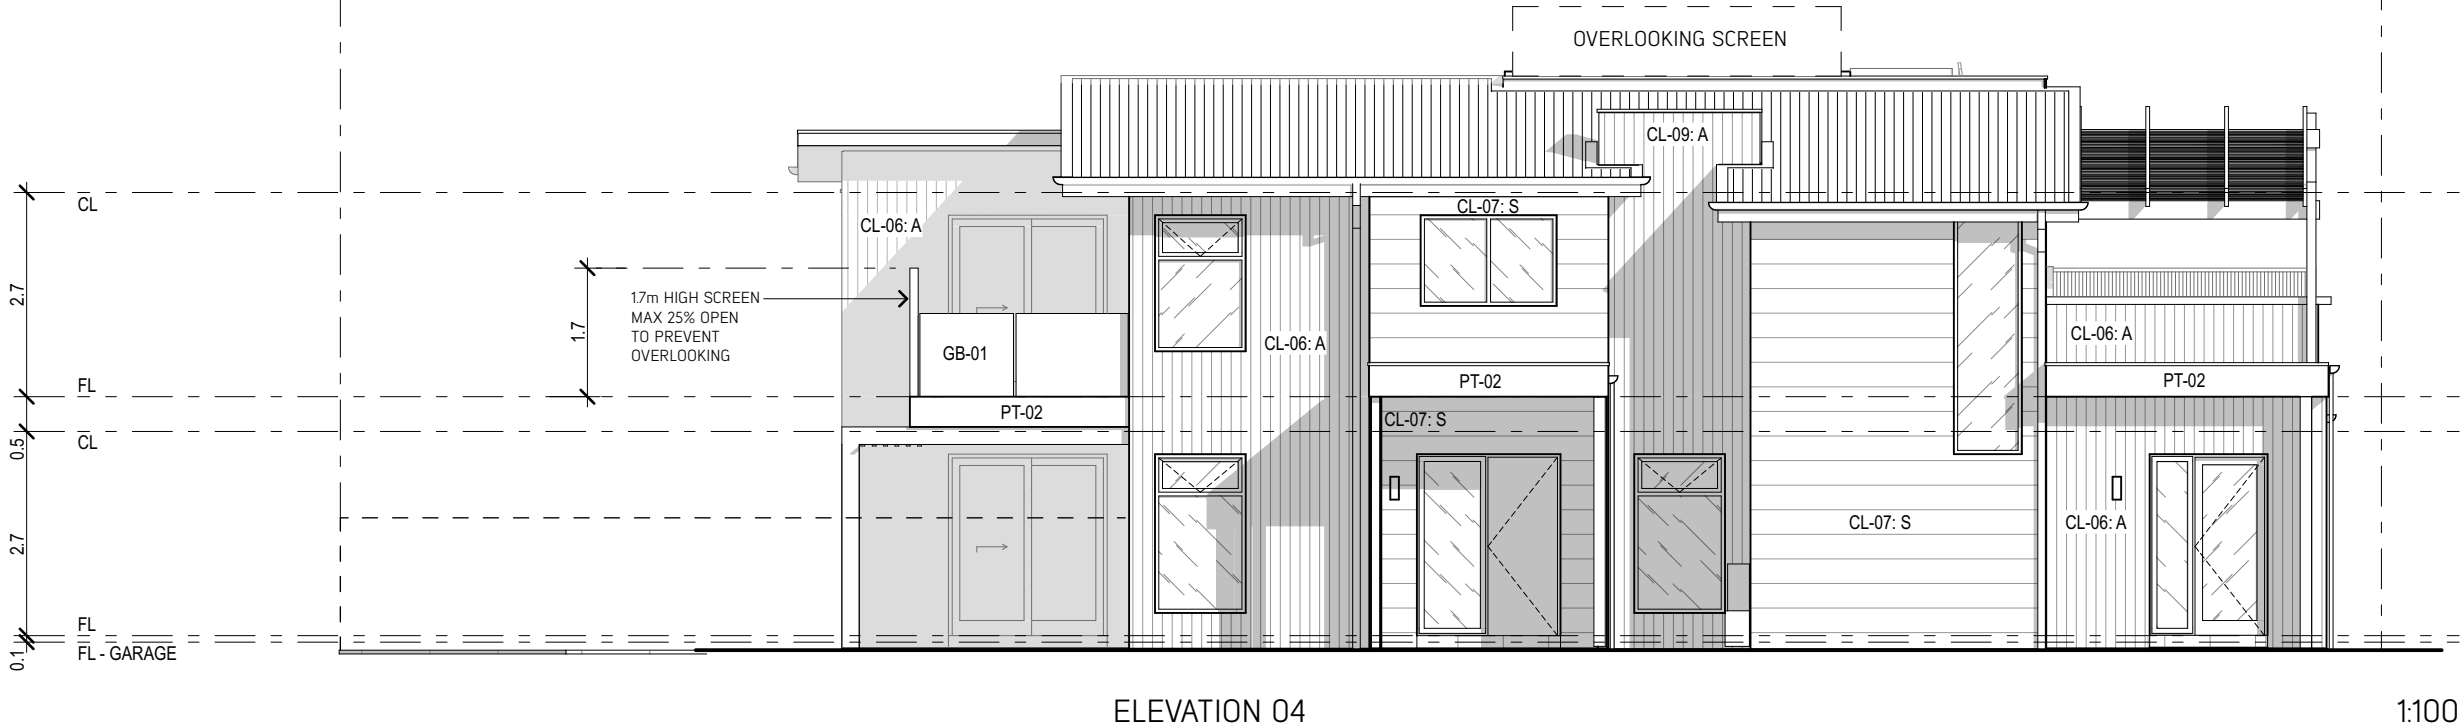 OVERLOOKING SCREEN
CL-09: A
CL
CL-07: S
CL-06: A
2.7
1.7m HIGH SCREEN
MAX 25% OPEN
TO PREVENT
OVERLOOKING
1.7
CL-06: A
CL-06: A
GB-01
FL
PT-02
PT-02
PT-02
CL-07: S
0.5
CL
CL-07: S
CL-06: A
2.7
FL
FL - GARAGE
0.1
ELEVATION 04
1:100